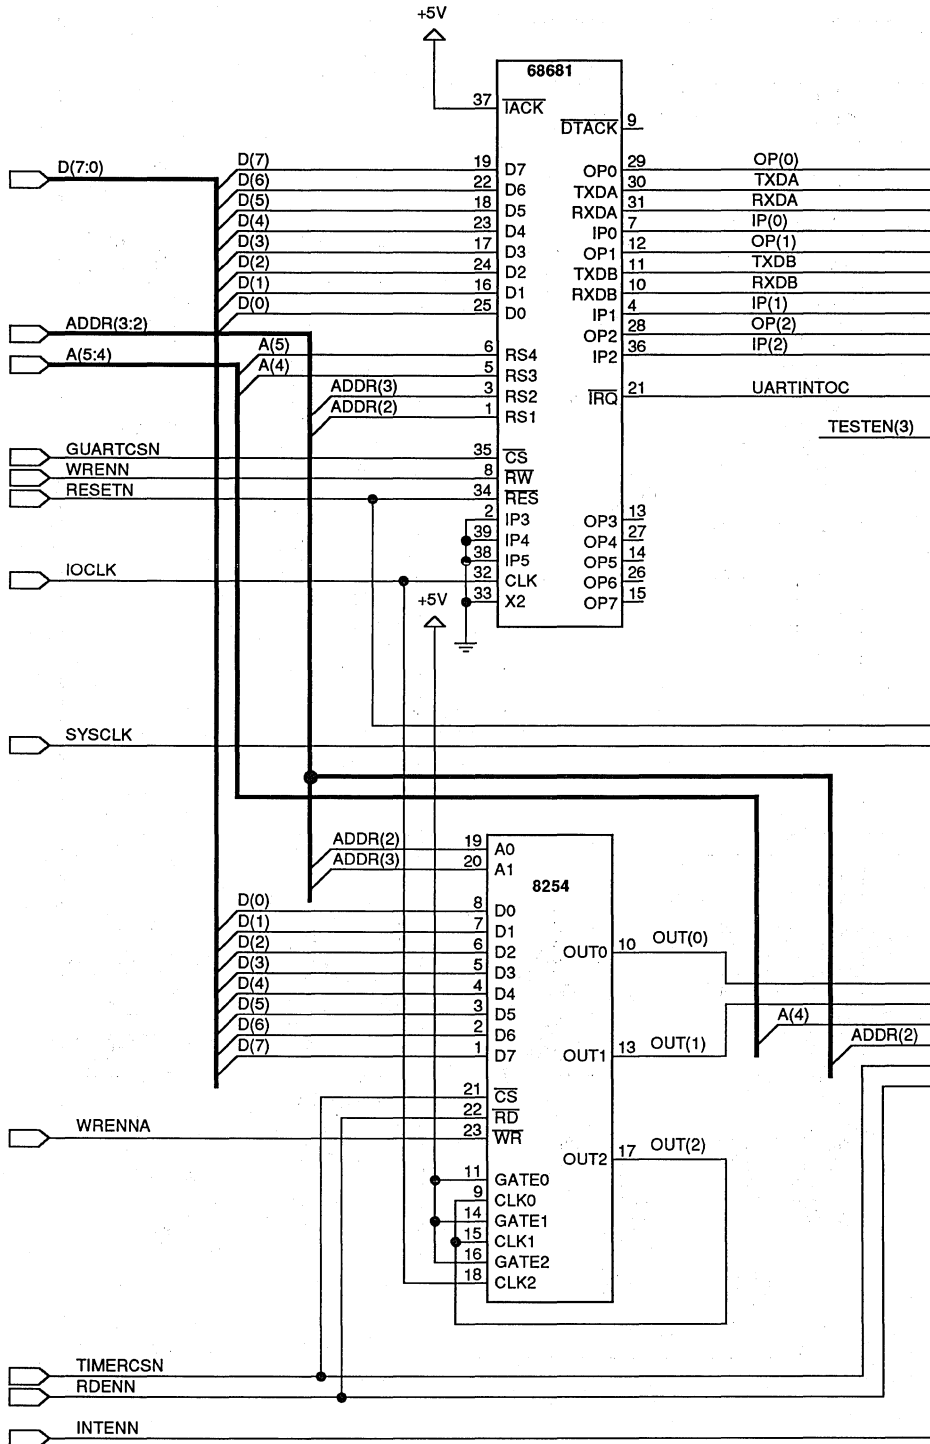 +5V
68681
37 IACK
DTACK 9
D(7:0)
D(7) 19 D7 OP0 29 OP(0)
D(6) 22 D6 TXDA 30 TXDA
D(5) 18 D5 RXDA 31 RXDA
D(4) 23 D4 IP0 7 IP(0)
D(3) 17 D3 OP1 12 OP(1)
D(2) 24 D2 TXDB 11 TXDB
D(1) 16 D1 RXDB 10 RXDB
D(0) 25 D0 IP1 4 IP(1)
ADDR(3:2) OP2 28 OP(2)
A(5:4)
A(5) 6 RS4 IP2 36 IP(2)
A(4) 5 RS3
ADDR(3) 3 RS2 IRQ 21 UARTINTOC
ADDR(2) 1 RS1
TESTEN(3)
GUARTCSN 35 CS
WRENN 8 RW
RESETN 34 RES
2 IP3 OP3 13
39 IP4 OP4 27
38 IP5 OP5 14
IOCLK 32 CLK OP6 26
+5V 33 X2 OP7 15
SYSCLK
ADDR(2) 19 A0
ADDR(3) 20 A1
8254
D(0) 8 D0
D(1) 7 D1
D(2) 6 D2 OUT0 10 OUT(0)
D(3) 5 D3
D(4) 4 D4
D(5) 3 D5 A(4)
D(6) 2 D6 ADDR(2)
D(7) 1 D7 OUT1 13 OUT(1)
21 CS
22 RD
WRENNA 23 WR
OUT2 17 OUT(2)
11 GATE0
9 CLK0
14 GATE1
15 CLK1
16 GATE2
18 CLK2
TIMERCSN
RDENN
INTENN